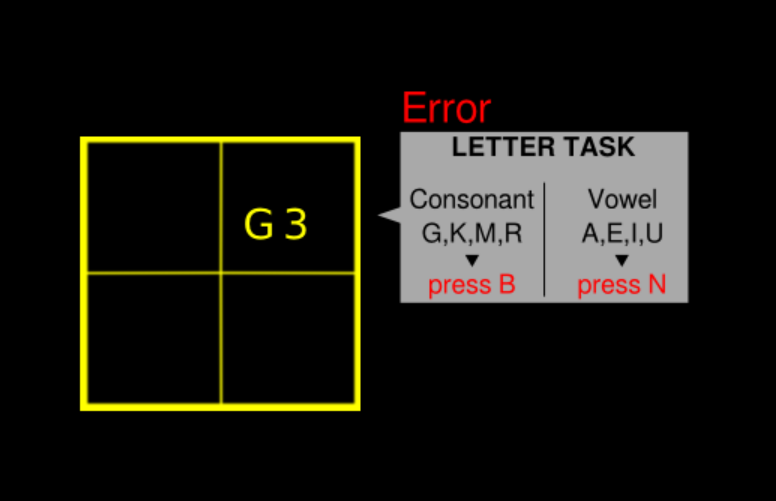 Error
LETTER TASK
Consonant Vowel
G 3
G,K,M,R A,E,I,U
press B press N